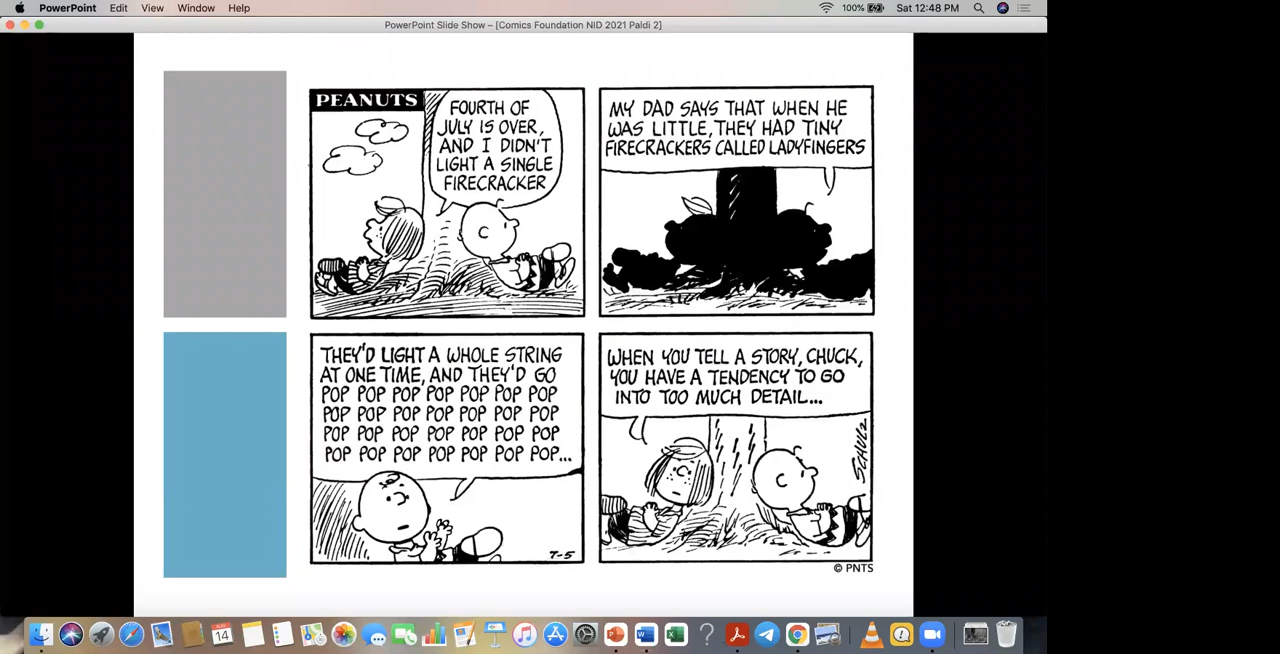 PowerPoint Edit View Window Help 100% Sat 12:48 PM
PowerPoint Slide Show – [Comics Foundation NID 2021 Paldi 2]
PEANUTS
FOURTH OF
JULY IS OVER,
AND I DIDN'T
LIGHT A SINGLE
FIRECRACKER
MY DAD SAYS THAT WHEN HE
WAS LITTLE, THEY HAD TINY
FIRECRACKERS CALLED LADYFINGERS
THEY'D LIGHT A WHOLE STRING
AT ONE TIME, AND THEY'D GO
POP POP POP POP POP POP POP
POP POP POP POP POP POP POP
POP POP POP POP POP POP POP
POP POP POP POP POP POP POP...
7-5
WHEN YOU TELL A STORY, CHUCK,
YOU HAVE A TENDENCY TO GO
INTO TOO MUCH DETAIL...
SCHULZ
© PNTS
AUG
14